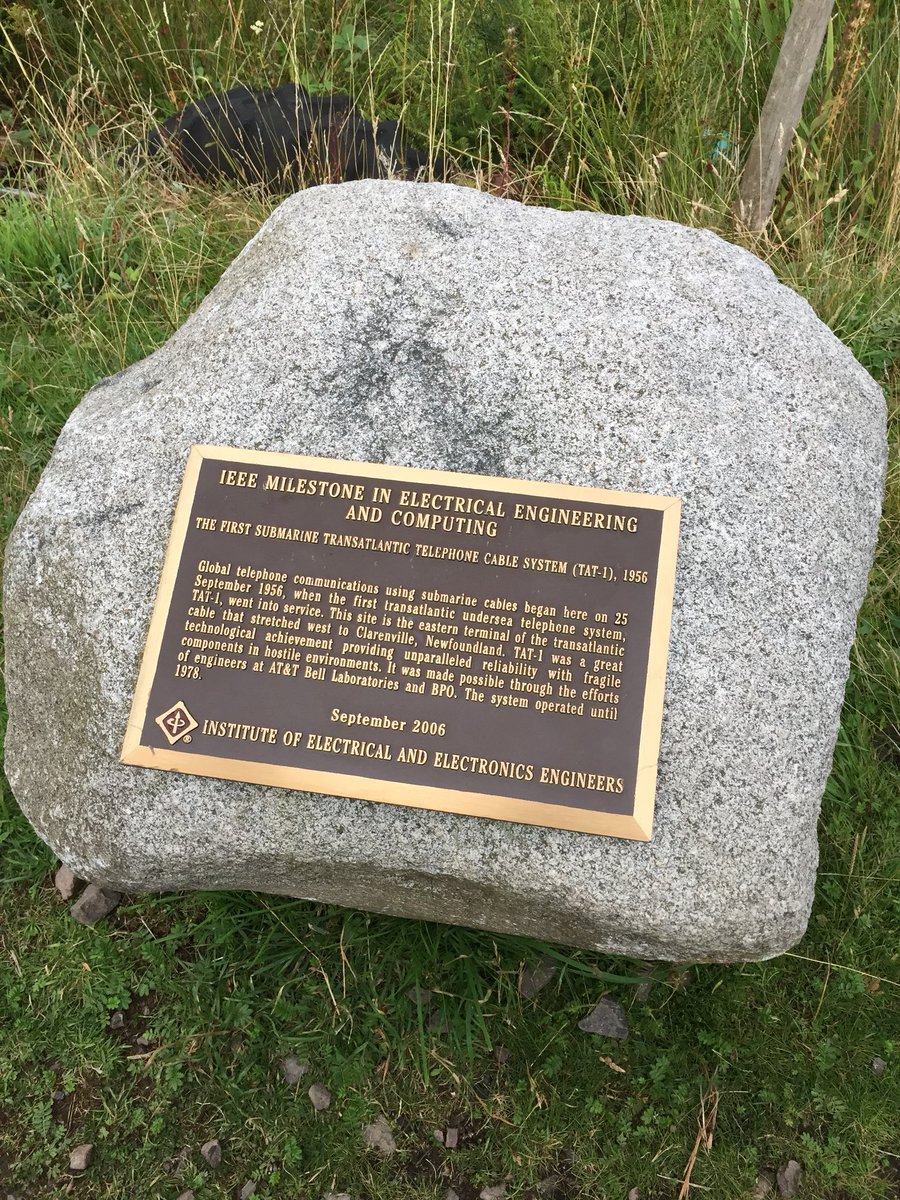 IEEE MILESTONE IN ELECTRICAL ENGINEERING
AND COMPUTING
THE FIRST SUBMARINE TRANSATLANTIC TELEPHONE CABLE SYSTEM (TAT-1), 1956
Global telephone communications using submarine cables began here on 25
September 1956, when the first transatlantic undersea telephone system,
TAT-1, went into service. This site is the eastern terminal of the transatlantic
cable that stretched west to Clarenville, Newfoundland. TAT-1 was a great
technological achievement providing unparalleled reliability with fragile
components in hostile environments. It was made possible through the efforts
of engineers at AT&T Bell Laboratories and BPO. The system operated until
1978.
September 2006
® INSTITUTE OF ELECTRICAL AND ELECTRONICS ENGINEERS